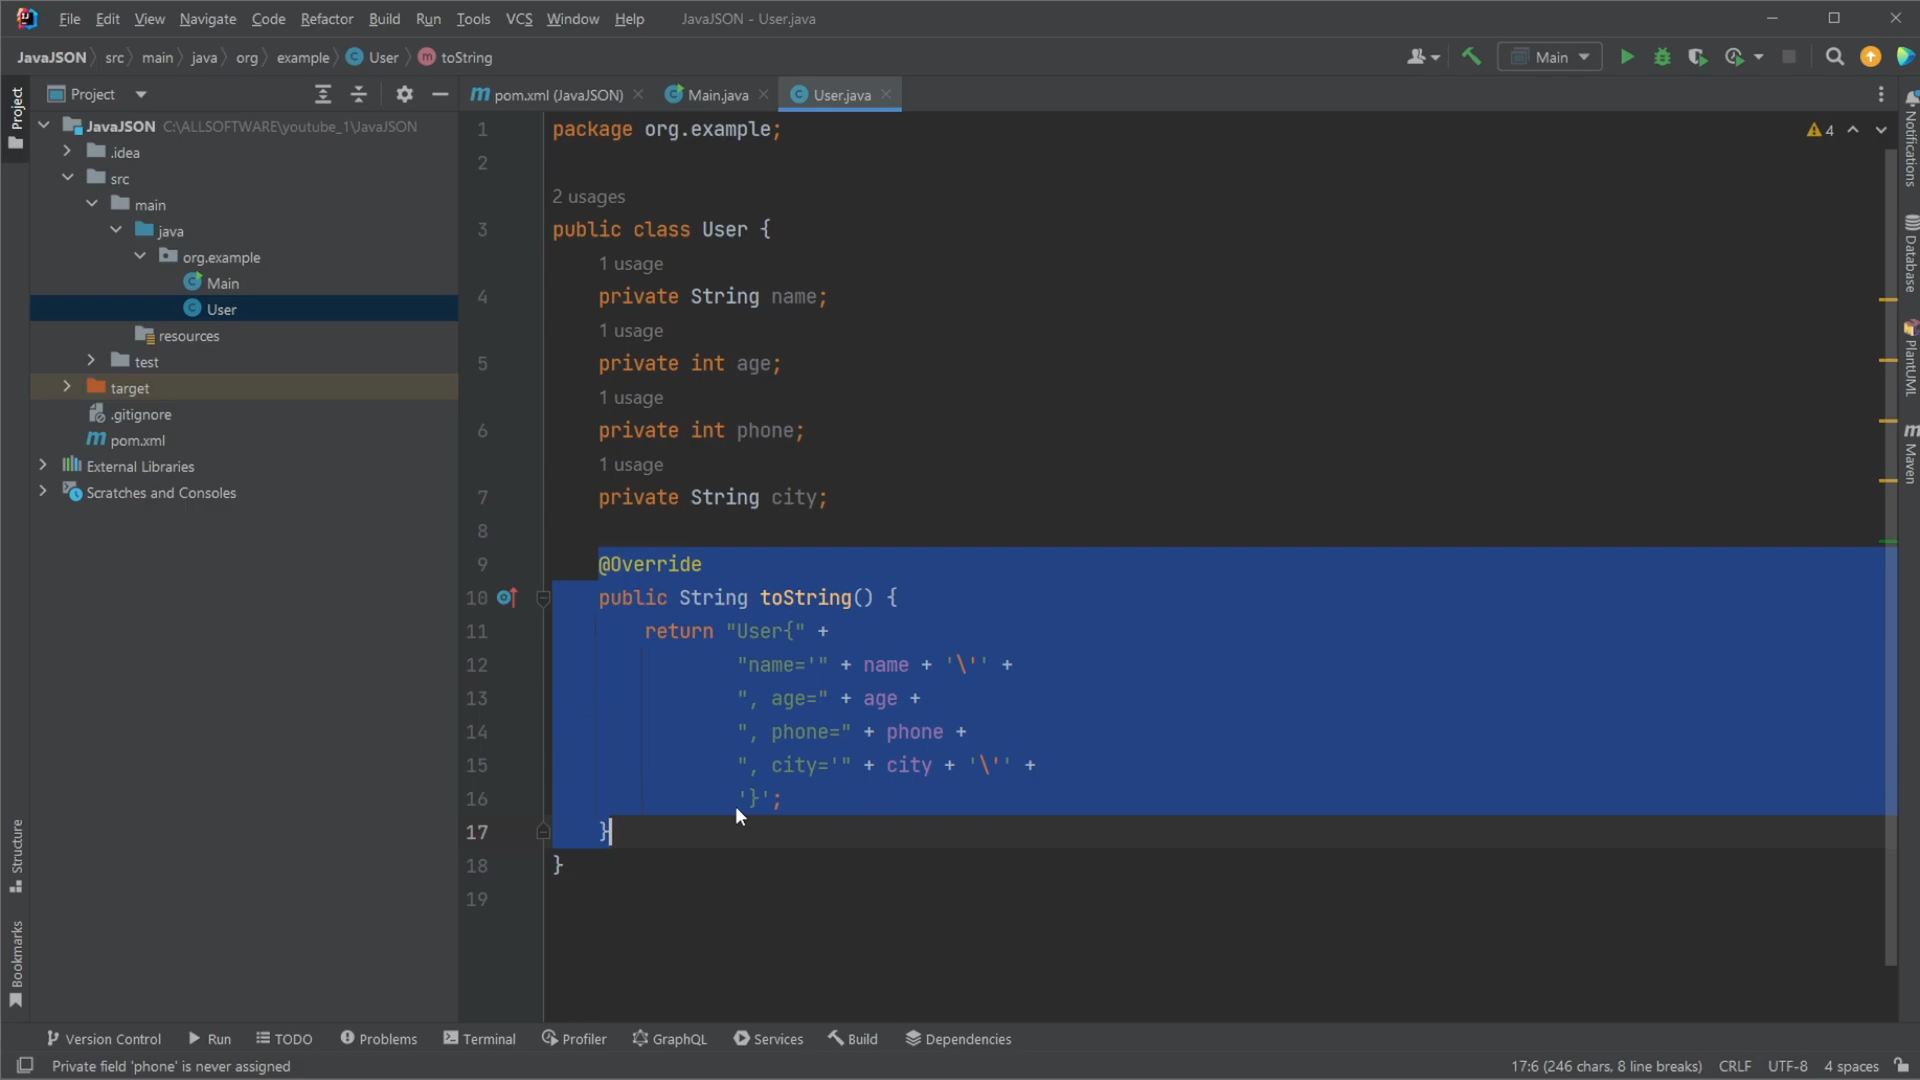 File Edit View Navigate Code Refactor Build Run Tools VCS Window Help JavaJSON - User.java
JavaJSON src main java org example User toString
Main
Project
pom.xml (JavaJSON) Main.java User.java
JavaJSON C:\ALLSOFTWARE\youtube_1\JavaJSON
.idea
src
main
java
org.example
Main
User
resources
test
target
.gitignore
pom.xml
External Libraries
Scratches and Consoles
Project
Structure
Bookmarks
4
1 package org.example;
2
2 usages
3 public class User {
1 usage
4 private String name;
1 usage
5 private int age;
1 usage
6 private int phone;
1 usage
7 private String city;
8
9 @Override
10 public String toString() {
11 return "User{" +
12 "name='" + name + '\'' +
13 ", age=" + age +
14 ", phone=" + phone +
15 ", city='" + city + '\'' +
16 '}';
17 }
18 }
19
Notifications
Database
PlantUML
Maven
Version Control Run TODO Problems Terminal Profiler GraphQL Services Build Dependencies
Private field 'phone' is never assigned 17:6 (246 chars, 8 line breaks) CRLF UTF-8 4 spaces